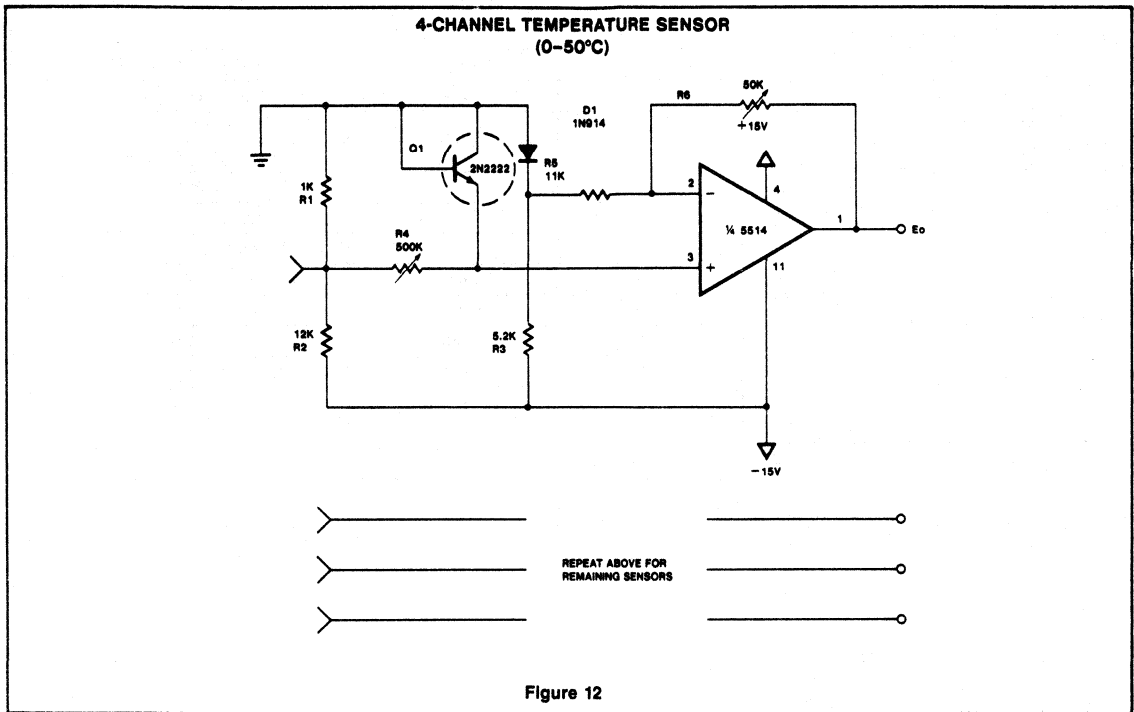 4-CHANNEL TEMPERATURE SENSOR
(0–50°C)
R6
50K
D1
1N914
+15V
Q1
2N2222
R5
11K
4
1K
R1
2
−
¼ 5514
1
Eo
R4
500K
3
+
11
12K
R2
5.2K
R3
−15V
REPEAT ABOVE FOR
REMAINING SENSORS
Figure 12